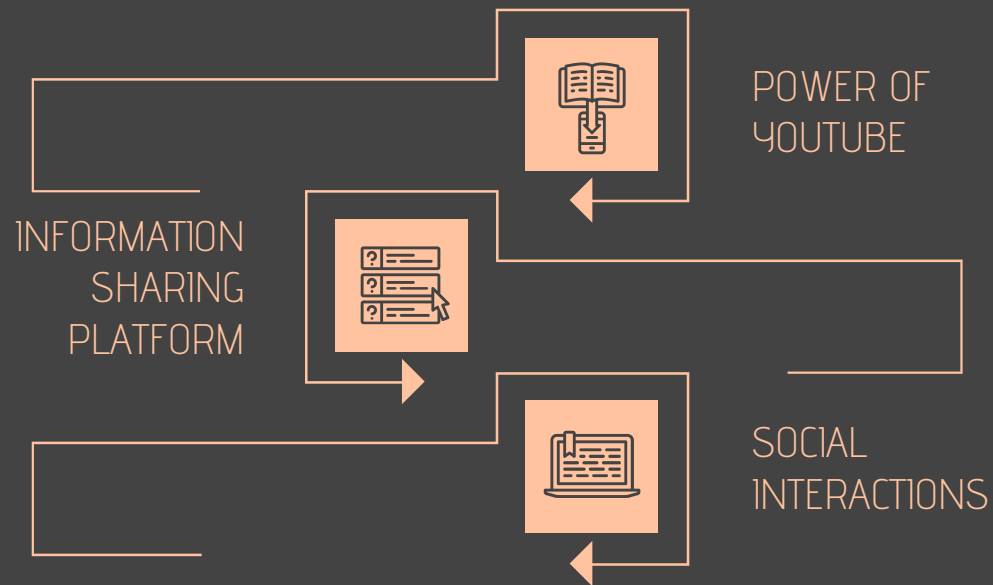 POWER OF
YOUTUBE
INFORMATION
SHARING
PLATFORM
? 
? 
? 
SOCIAL
INTERACTIONS